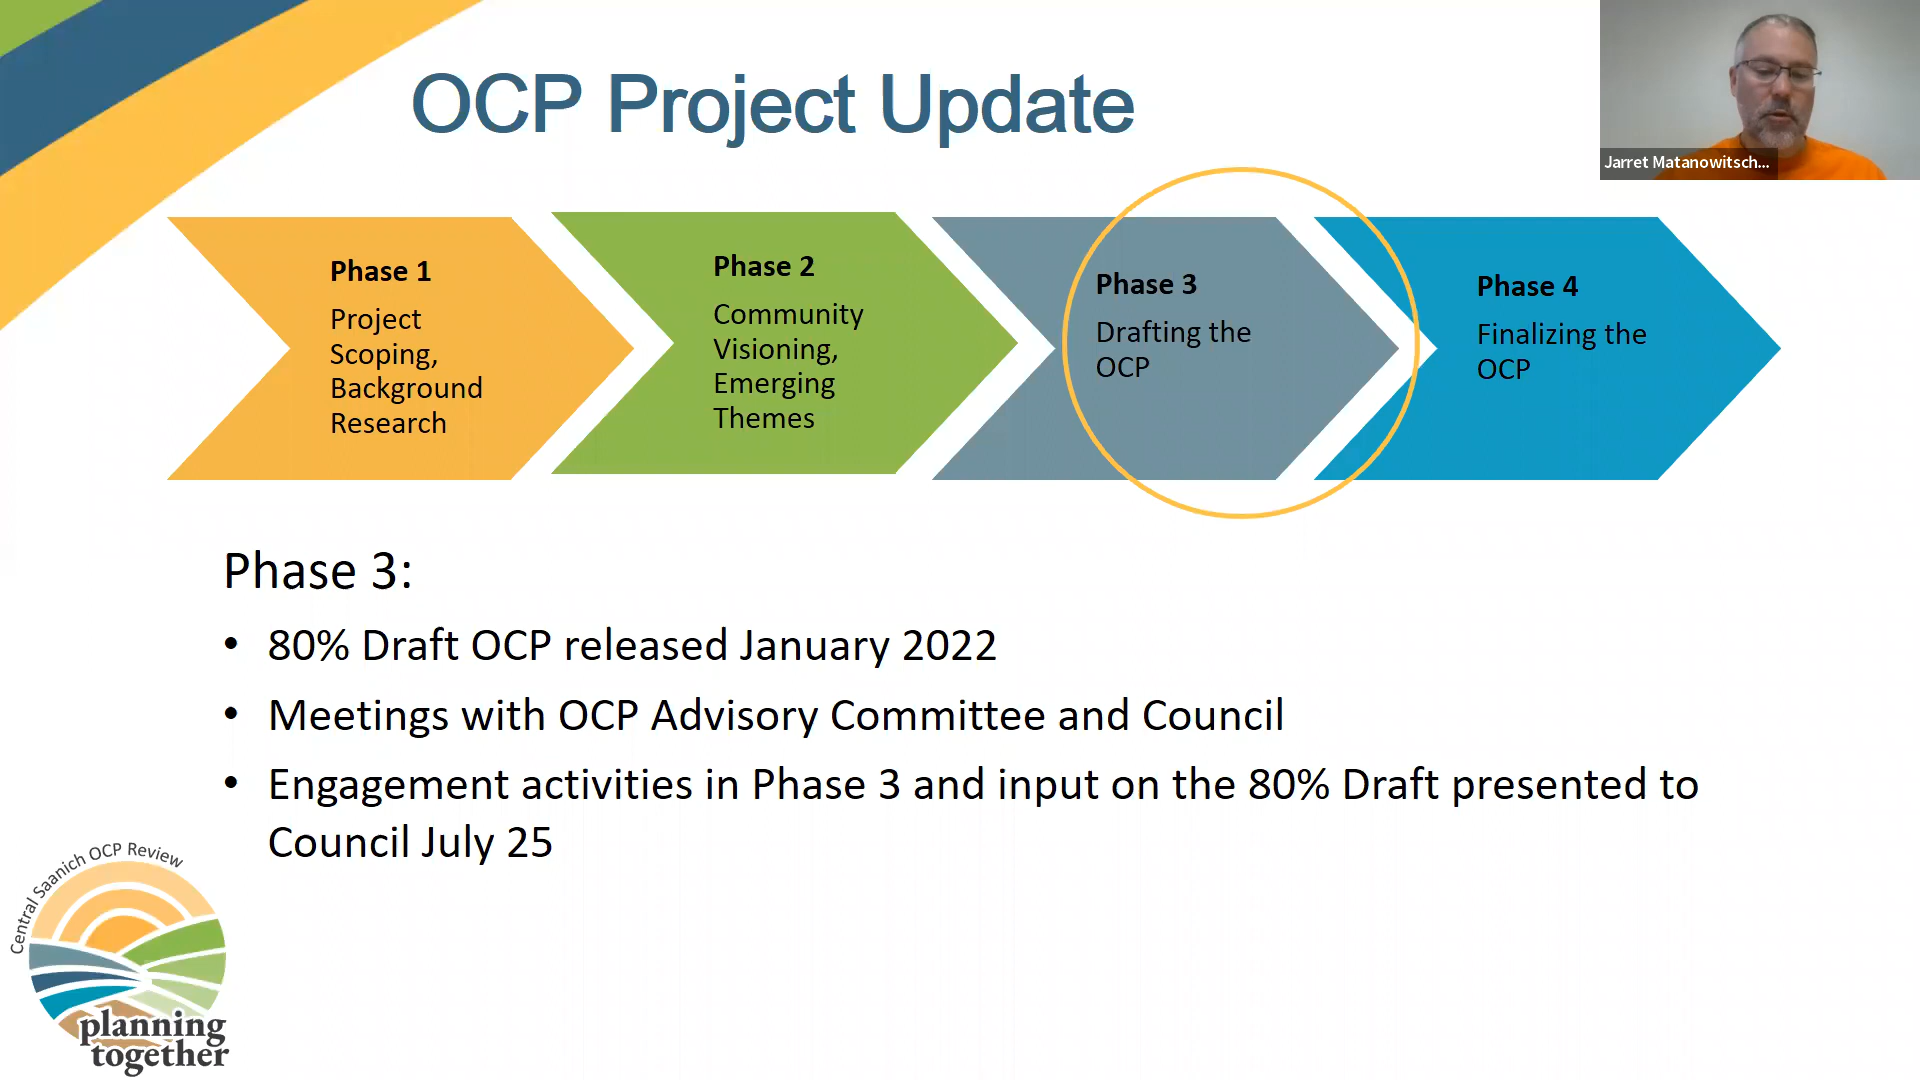 OCP Project Update
Jarret Matanowitsch...
Phase 1
Project
Scoping,
Background
Research
Phase 2
Community
Visioning,
Emerging
Themes
Phase 3
Drafting the
OCP
Phase 4
Finalizing the
OCP
Phase 3:
• 80% Draft OCP released January 2022
• Meetings with OCP Advisory Committee and Council
• Engagement activities in Phase 3 and input on the 80% Draft presented to
Council July 25
Central Saanich OCP Review
planning
together